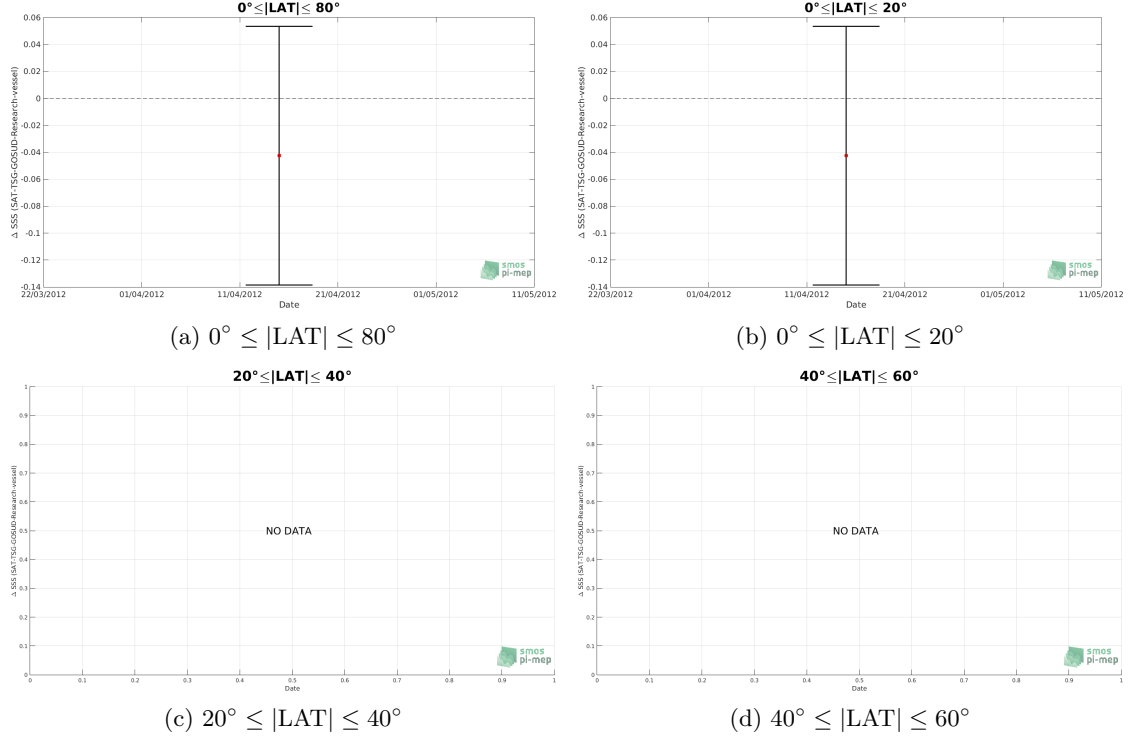 0°≤|LAT|≤ 80°
0.06
0.04
0.02
0
-0.02
-0.04
-0.06
-0.08
-0.1
-0.12
-0.14
Δ SSS (SAT-TSG-GOSUD-Research-vessel)
22/03/2012 01/04/2012 11/04/2012 21/04/2012 01/05/2012 11/05/2012
Date
smos
pi-mep
(a) 0° ≤ |LAT| ≤ 80°
0°≤|LAT|≤ 20°
0.06
0.04
0.02
0
-0.02
-0.04
-0.06
-0.08
-0.1
-0.12
-0.14
Δ SSS (SAT-TSG-GOSUD-Research-vessel)
22/03/2012 01/04/2012 11/04/2012 21/04/2012 01/05/2012 11/05/2012
Date
smos
pi-mep
(b) 0° ≤ |LAT| ≤ 20°
20°≤|LAT|≤ 40°
1
0.9
0.8
0.7
0.6
0.5
0.4
0.3
0.2
0.1
0
Δ SSS (SAT-TSG-GOSUD-Research-vessel)
NO DATA
0 0.1 0.2 0.3 0.4 0.5 0.6 0.7 0.8 0.9 1
Date
smos
pi-mep
(c) 20° ≤ |LAT| ≤ 40°
40°≤|LAT|≤ 60°
1
0.9
0.8
0.7
0.6
0.5
0.4
0.3
0.2
0.1
0
Δ SSS (SAT-TSG-GOSUD-Research-vessel)
NO DATA
0 0.1 0.2 0.3 0.4 0.5 0.6 0.7 0.8 0.9 1
Date
smos
pi-mep
(d) 40° ≤ |LAT| ≤ 60°